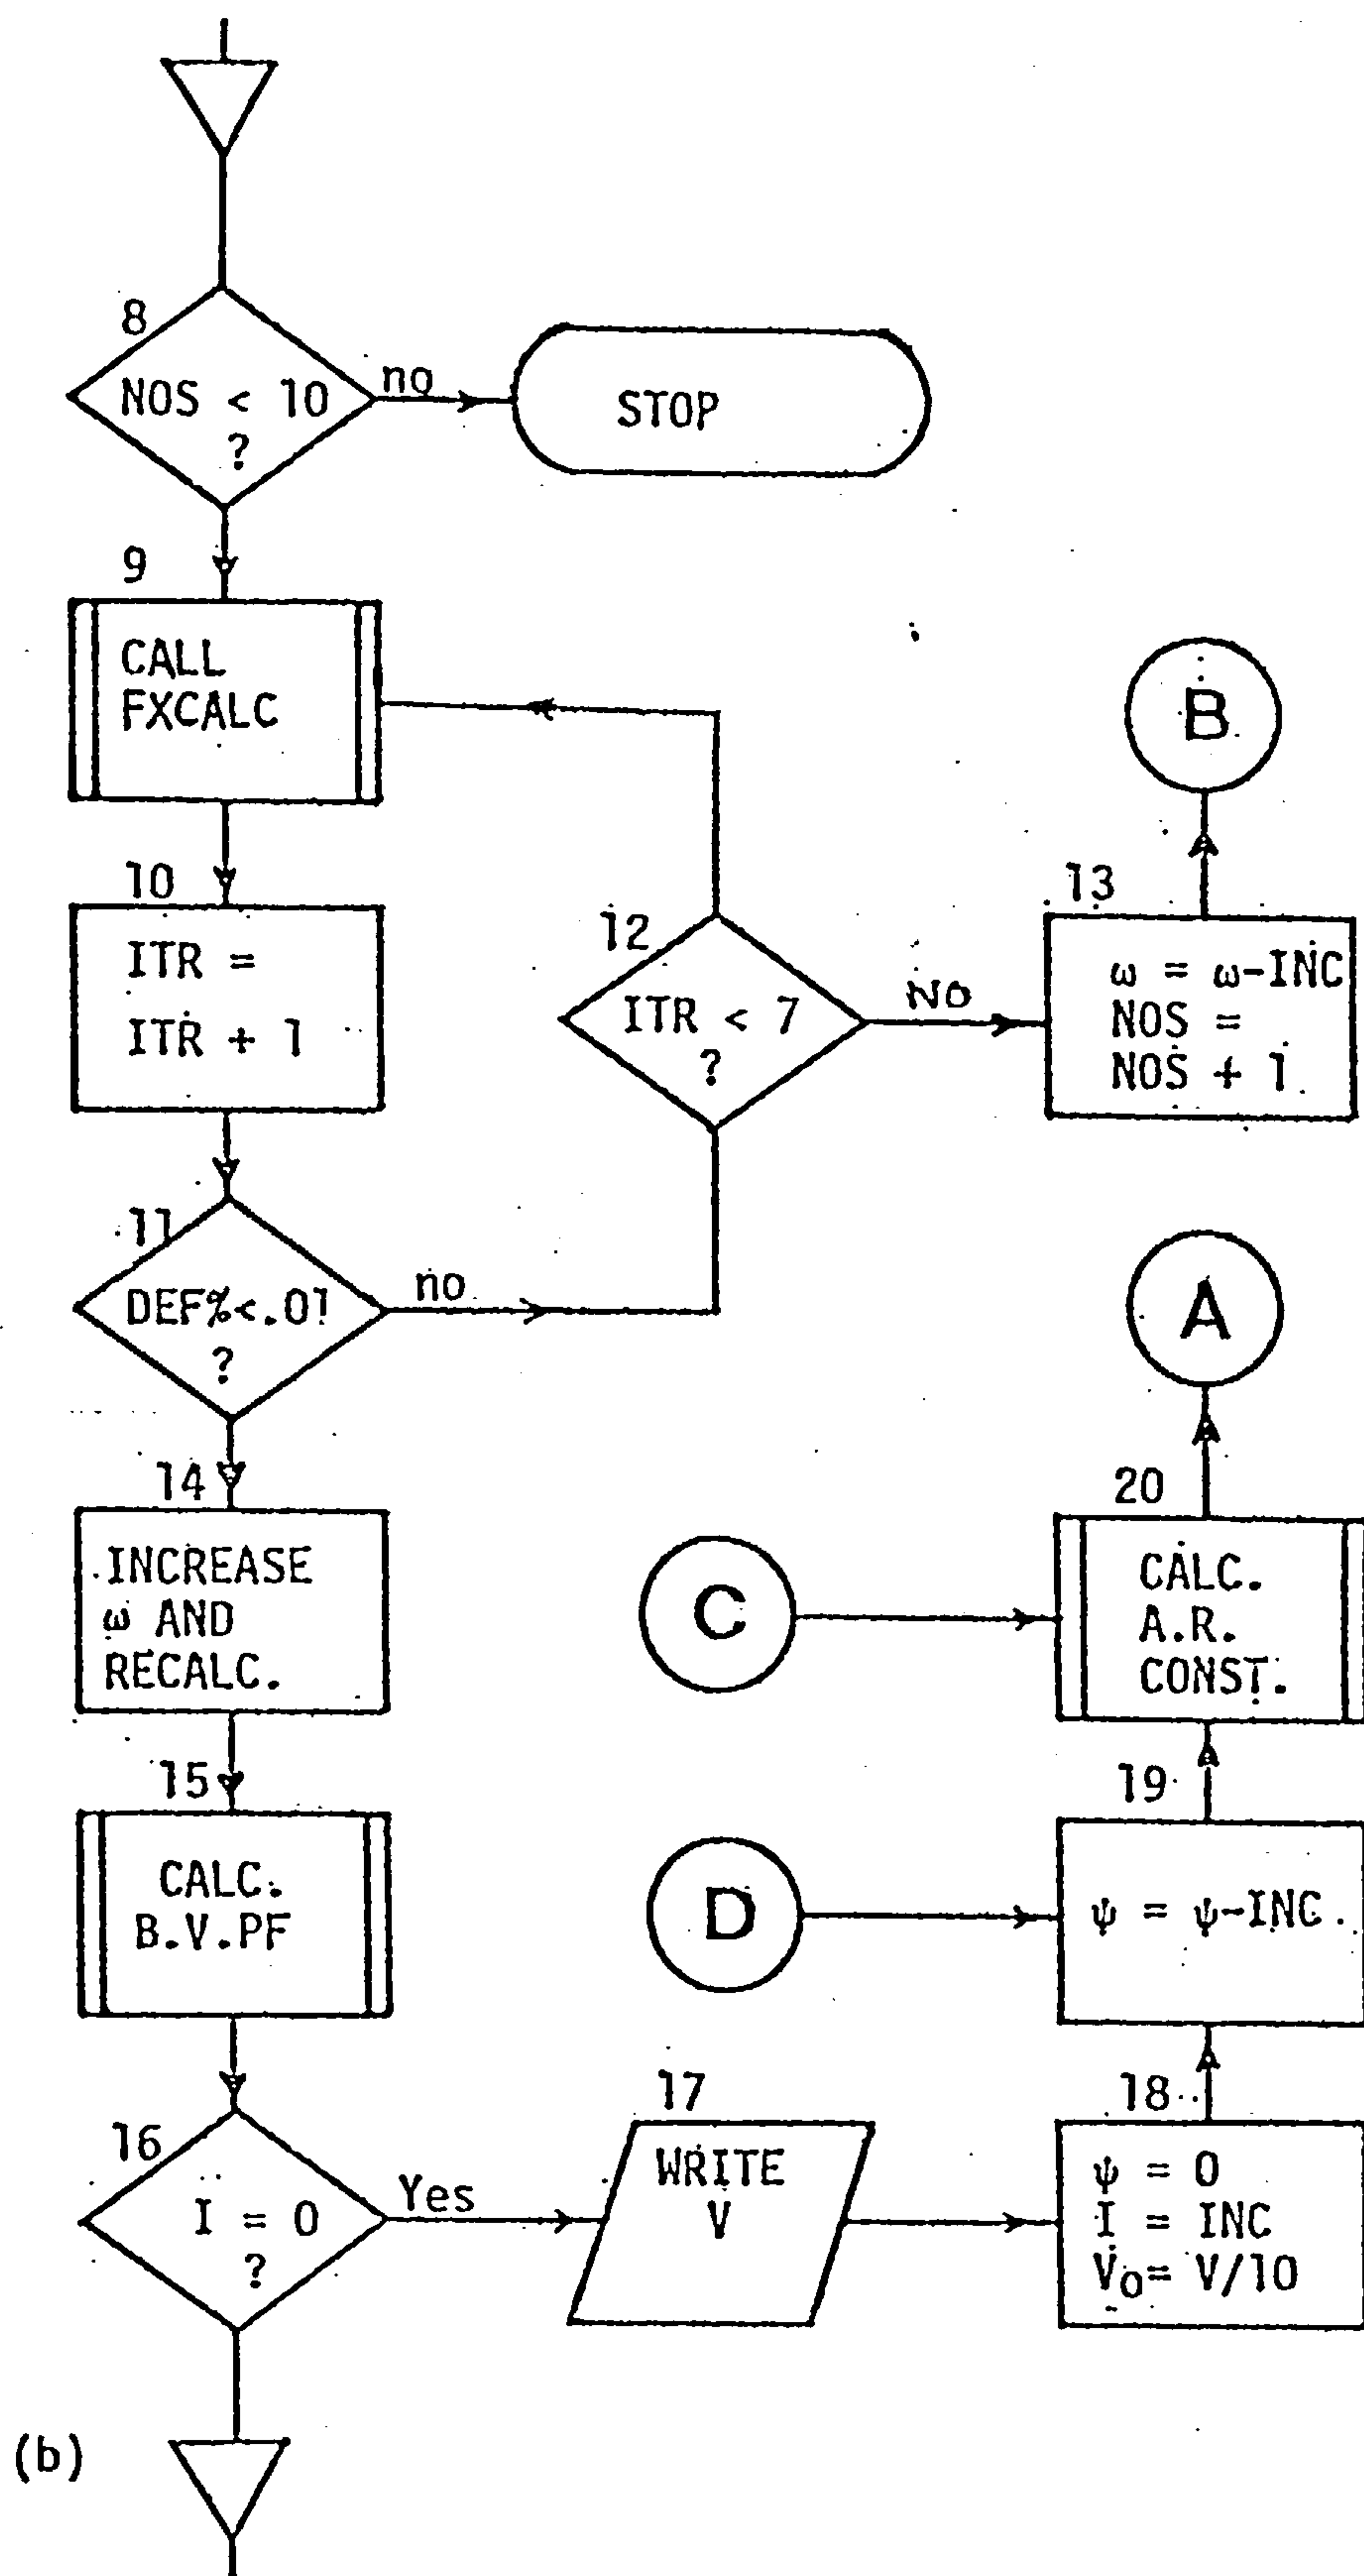 8
NOS < 10
?
no
STOP
9
CALL
FXCALC
10
ITR =
ITR + 1
11
DEF%<.01
?
no
12
ITR < 7
?
NO
13
ω = ω-INC
NOS =
NOS + 1
B
14
INCREASE
ω AND
RECALC.
15
CALC.
B.V.PF
16
I = 0
?
Yes
17
WRITE
V
18
ψ = 0
I = INC
V₀= V/10
19
ψ = ψ-INC
D
20
CALC.
A.R.
CONST.
C
A
(b)